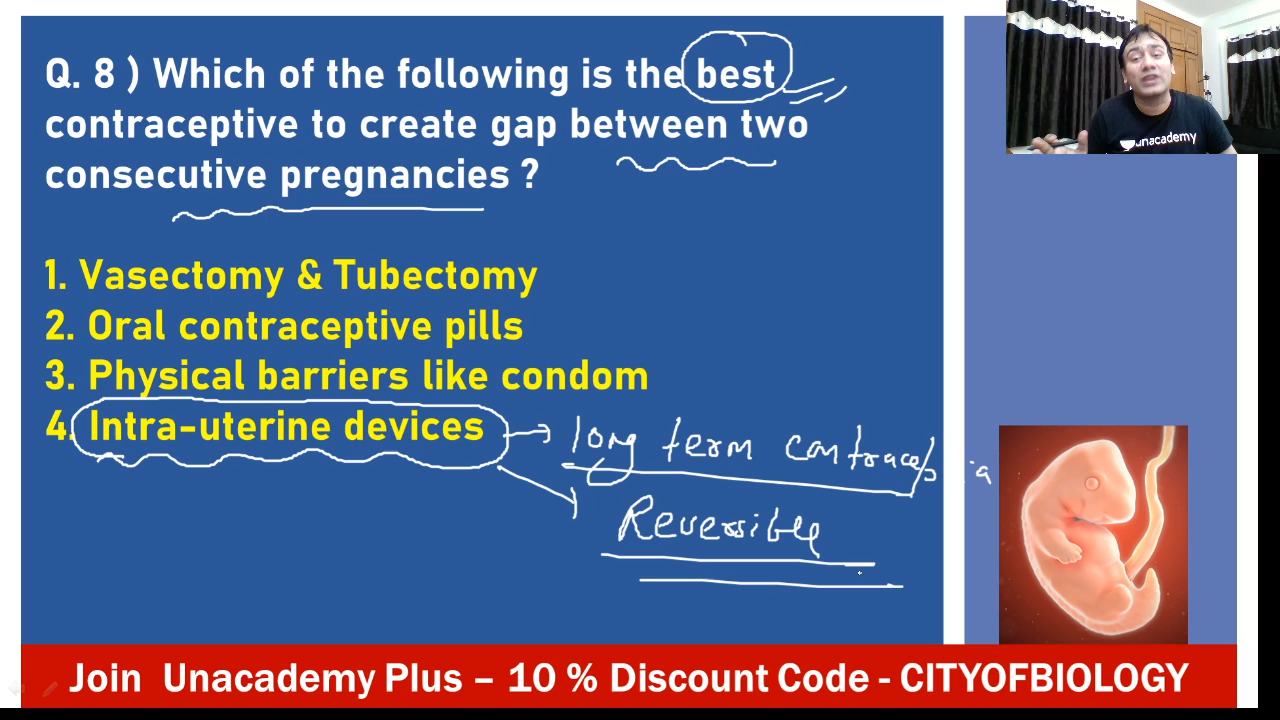 Q. 8 ) Which of the following is the best
contraceptive to create gap between two
consecutive pregnancies ?
1. Vasectomy & Tubectomy
2. Oral contraceptive pills
3. Physical barriers like condom
4. Intra-uterine devices
long term
Reversible
unacademy
Join Unacademy Plus – 10 % Discount Code - CITYOFBIOLOGY